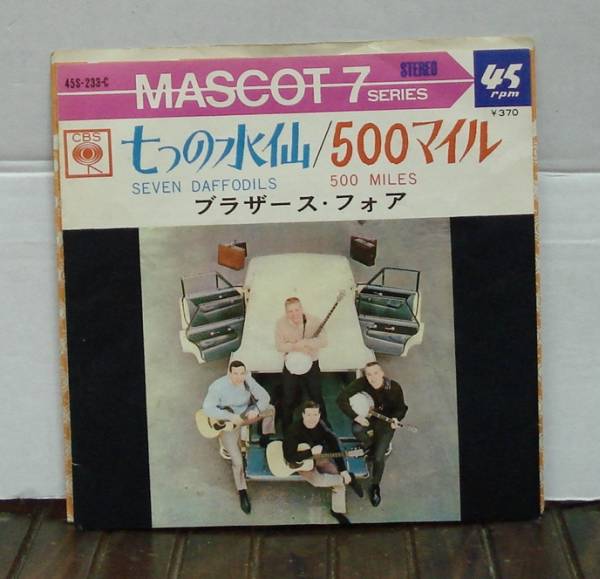 45S-233-C
MASCOT 7 SERIES
STEREO
45 rpm
¥370
CBS
七つの水仙/500マイル
SEVEN DAFFODILS 500 MILES
ブラザース・フォア